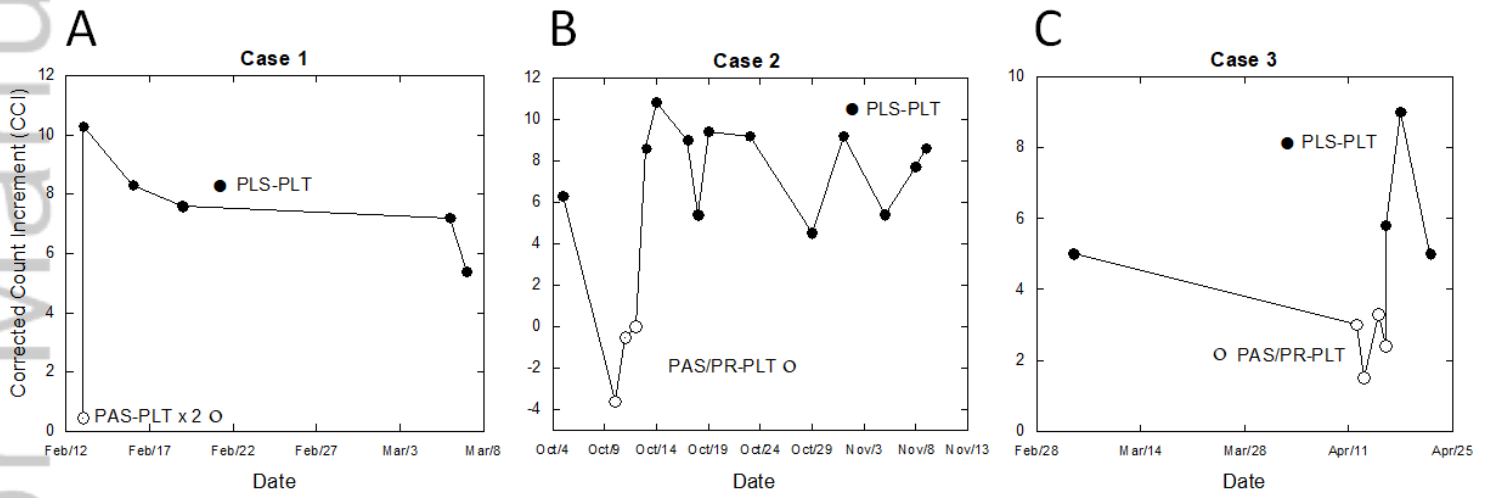 A
Case 1
Corrected Count Increment (CCI)
12
10
8
6
4
2
0
● PLS-PLT
PAS-PLT x 2 O
Feb/12 Feb/17 Feb/22 Feb/27 Mar/3 Mar/8
Date
B
Case 2
12
10
8
6
4
2
0
-2
-4
● PLS-PLT
PAS/PR-PLT O
Oct/4 Oct/9 Oct/14 Oct/19 Oct/24 Oct/29 Nov/3 Nov/8 Nov/13
Date
C
Case 3
10
8
6
4
2
0
● PLS-PLT
O PAS/PR-PLT
Feb/28 Mar/14 Mar/28 Apr/11 Apr/25
Date